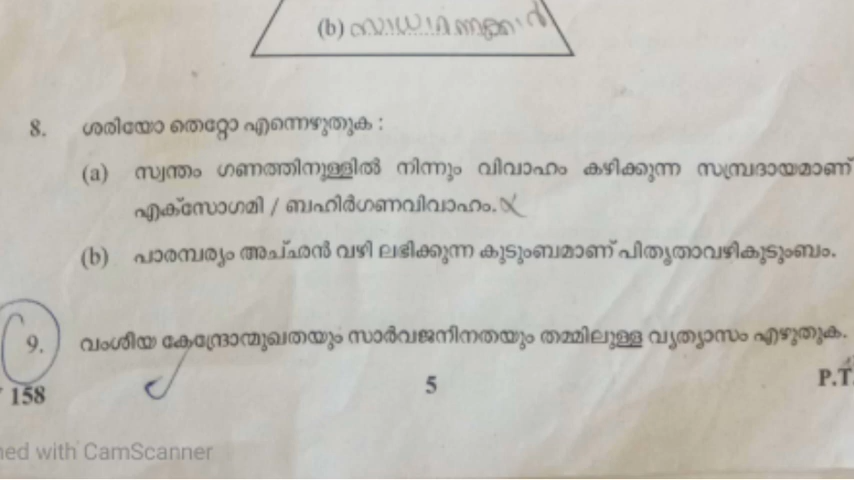 (b) സാധാരണക്കാർ
8. ശരിയോ തെറ്റോ എന്നെഴുതുക :
(a) സ്വന്തം ഗണത്തിനുള്ളിൽ നിന്നും വിവാഹം കഴിക്കുന്ന സമ്പ്രദായമാണ്
എക്സോഗമി / ബഹിർഗണവിവാഹം. x
(b) പാരമ്പര്യം അച്ഛൻ വഴി ലഭിക്കുന്ന കുടുംബമാണ് പിതൃതാവഴികുടുംബം.
9. വംശീയ കേന്ദ്രോന്മുഖതയും സാർവജനിനതയും തമ്മിലുള്ള വ്യത്യാസം എഴുതുക.
158 5 P.T.
ned with CamScanner